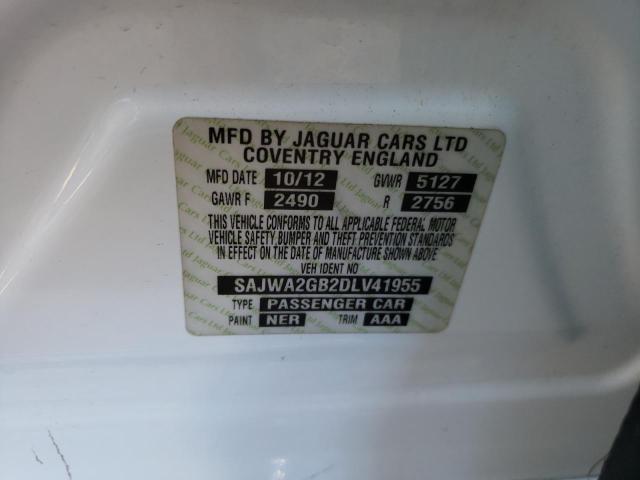 MFD BY JAGUAR CARS LTD
COVENTRY ENGLAND
MFD DATE 10/12 GVWR 5127
GAWR F 2490 R 2756
THIS VEHICLE CONFORMS TO ALL APPLICABLE FEDERAL MOTOR
VEHICLE SAFETY, BUMPER AND THEFT PREVENTION STANDARDS
IN EFFECT ON THE DATE OF MANUFACTURE SHOWN ABOVE
VEH IDENT NO
SAJWA2GB2DLV41955
TYPE PASSENGER CAR
PAINT NER TRIM AAA